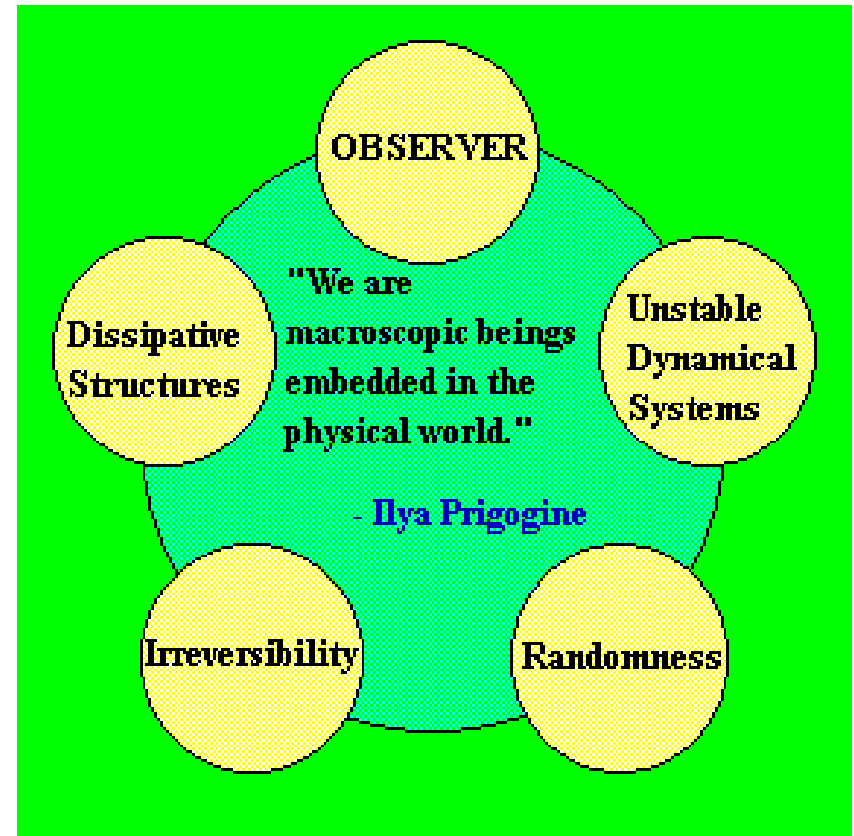 OBSERVER
"We are
macroscopic beings
embedded in the
physical world."
- Ilya Prigogine
Dissipative
Structures
Unstable
Dynamical
Systems
Irreversibility
Randomness